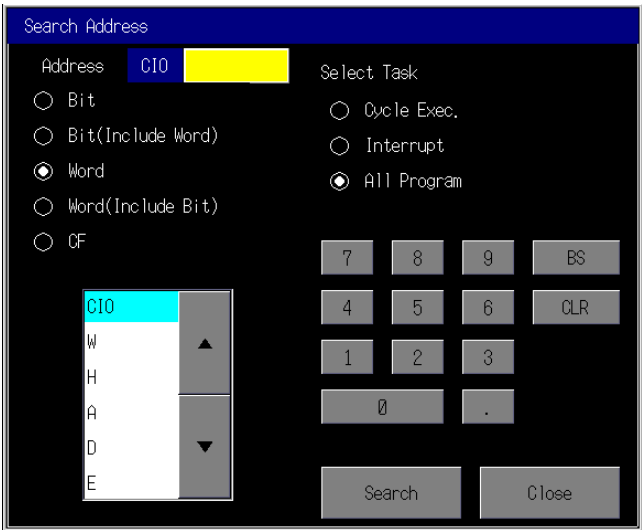 Search Address
Address CIO
Bit
Bit(Include Word)
Word
Word(Include Bit)
CF
Select Task
Cycle Exec.
Interrupt
All Program
CIO
W
H
A
D
E
7 8 9 BS
4 5 6 CLR
1 2 3
0 .
Search Close